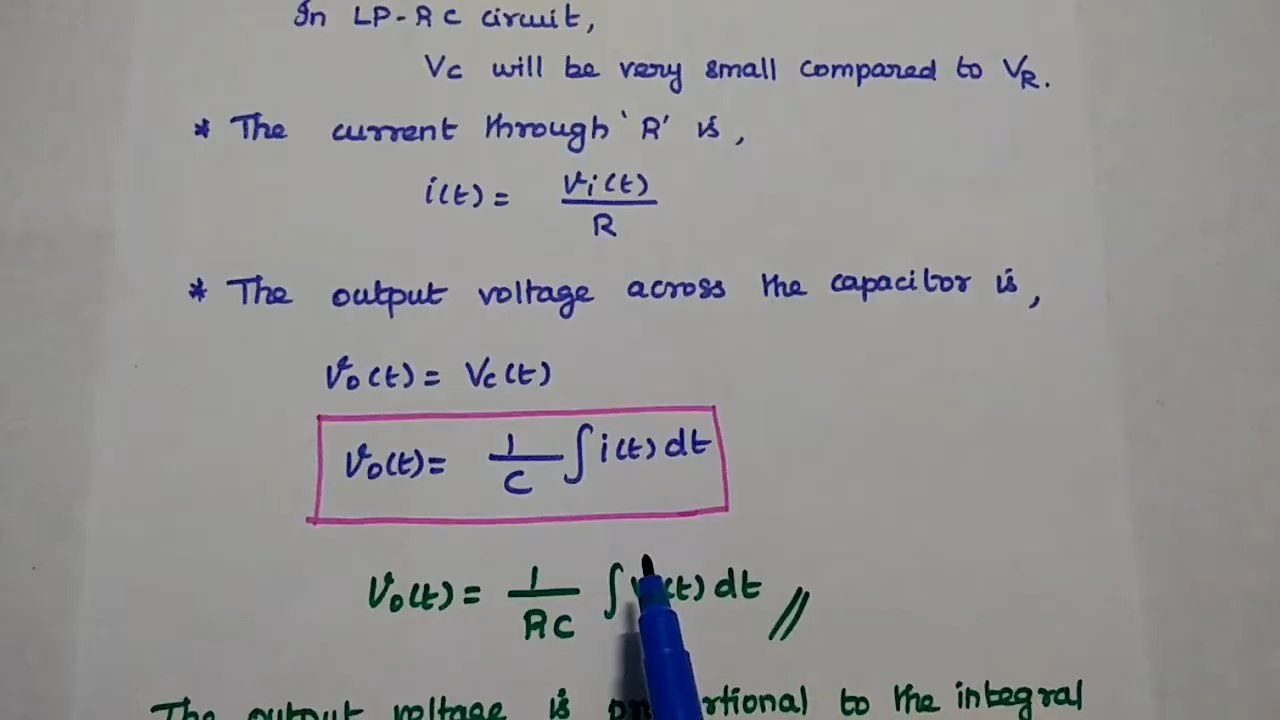 In LP-RC circuit,
Vc will be very small compared to VR.
* The current through 'R' is,
i(t) = Vi(t) / R
* The output voltage across the capacitor is,
Vo(t) = Vc(t)
Vo(t) = 1/C ∫ i(t) dt
Vo(t) = 1/RC ∫ (t) dt //
The output voltage is to the integral